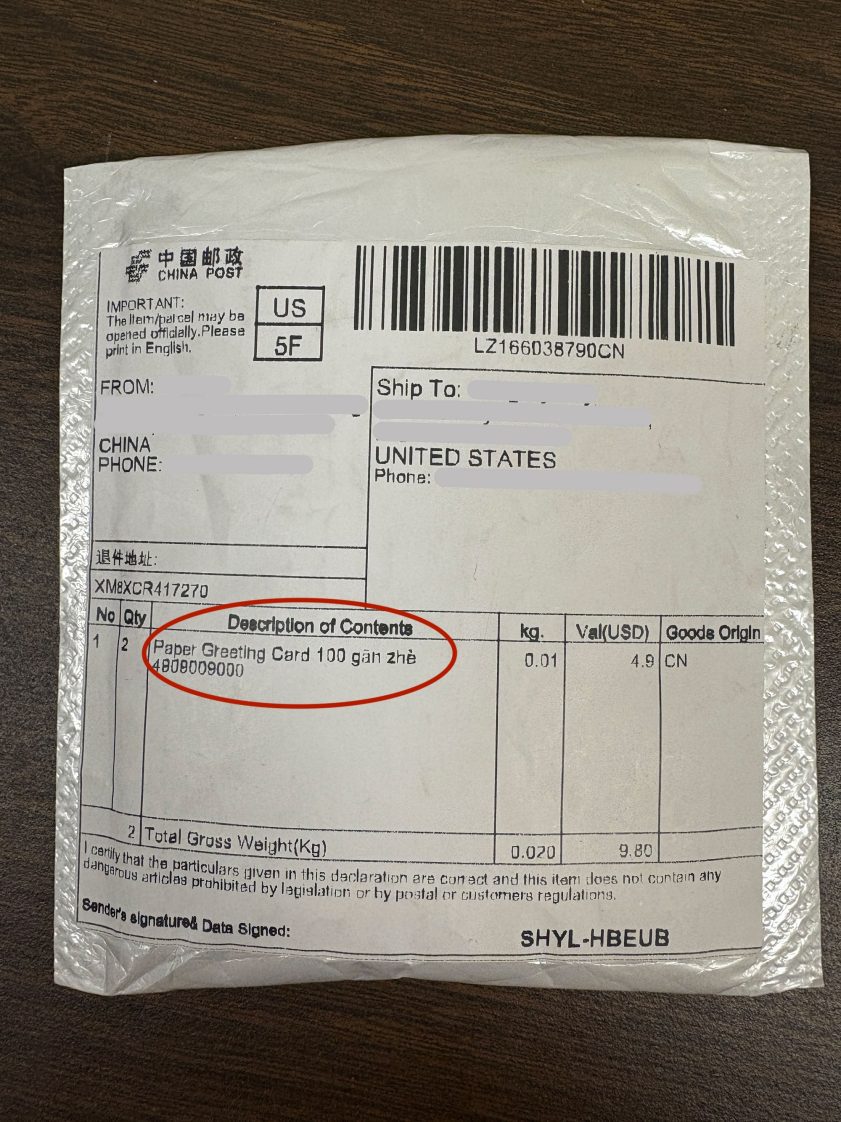 中国邮政
CHINA POST
IMPORTANT:
The item/parcel may be
opened officially.Please
print in English.
US
5F
LZ166038790CN
FROM:
CHINA
PHONE:
Ship To:
UNITED STATES
Phone:
退件地址:
XM8XCR417270
No Qty Description of Contents kg. Val(USD) Goods Origin
1 2 Paper Greeting Card 100 gān zhè 0.01 4.9 CN
4909009000
2 Total Gross Weight(Kg) 0.020 9.80
I certify that the particulars given in this declaration are correct and this item does not contain any
dangerous articles prohibited by legislation or by postal or customers regulations.
Sender's signature& Data Signed:
SHYL-HBEUB